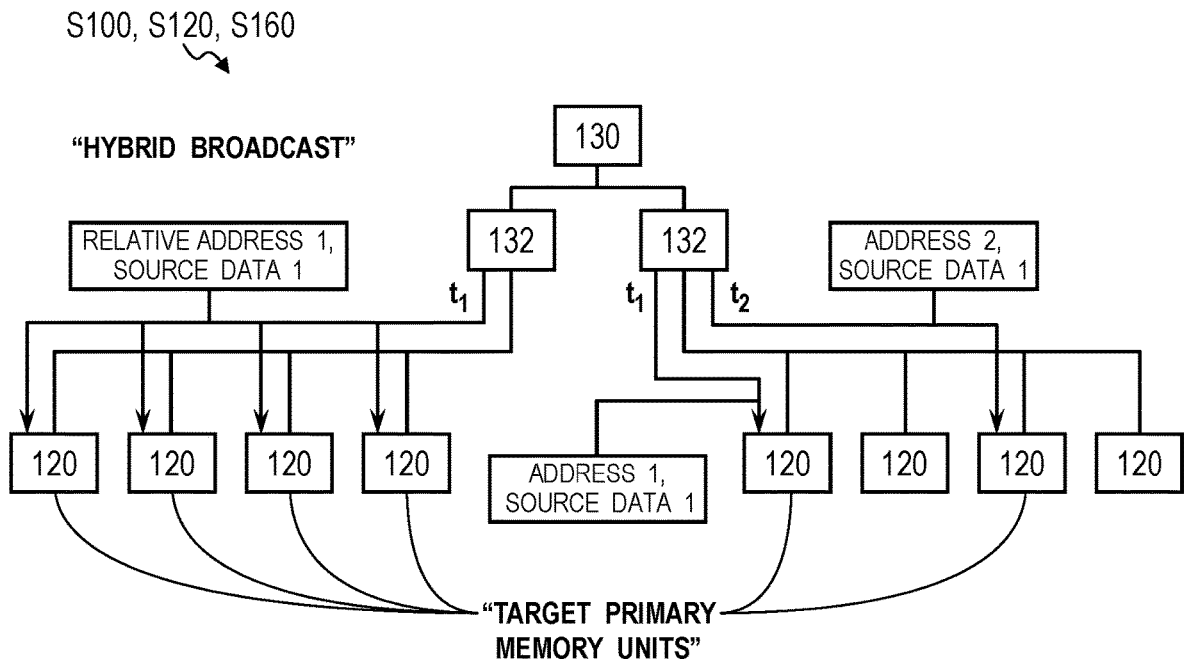 S100, S120, S160
“HYBRID BROADCAST”
130
RELATIVE ADDRESS 1,
SOURCE DATA 1
132
132
ADDRESS 2,
SOURCE DATA 1
t1
t1
t2
120
120
120
120
120
120
120
120
ADDRESS 1,
SOURCE DATA 1
“TARGET PRIMARY
MEMORY UNITS”